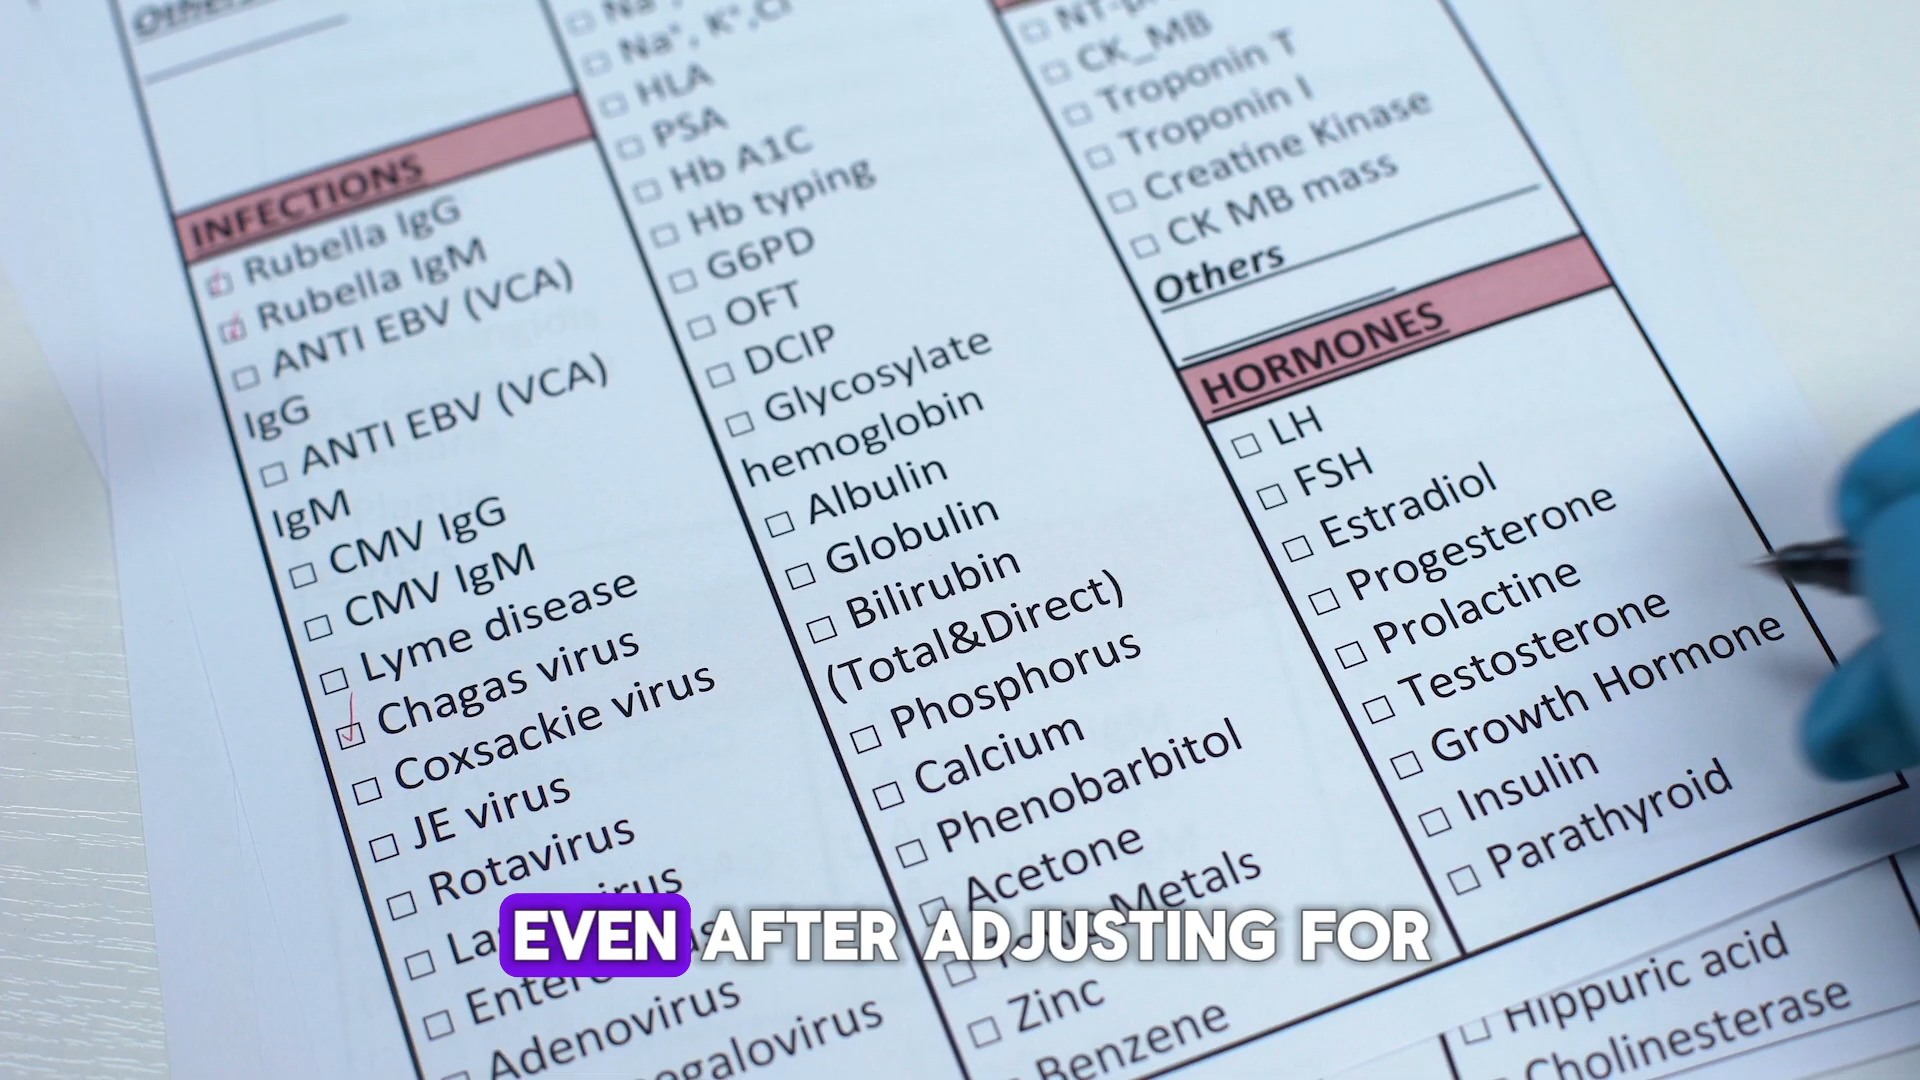 Others
INFECTIONS
Rubella IgG
Rubella IgM
ANTI EBV (VCA)
IgG
ANTI EBV (VCA)
IgM
CMV IgG
CMV IgM
Lyme disease
Chagas virus
Coxsackie virus
JE virus
Rotavirus
Adenovirus
Na⁺, K⁺, Cl⁻
HLA
PSA
Hb A1C
Hb typing
G6PD
OFT
DCIP
Glycosylate
hemoglobin
Albulin
Globulin
Bilirubin
(Total&Direct)
Phosphorus
Calcium
Phenobarbitol
Acetone
Metals
Zinc
Benzene
CK_MB
Troponin T
Troponin I
Creatine Kinase
CK MB mass
Others
HORMONES
LH
FSH
Estradiol
Progesterone
Prolactine
Testosterone
Growth Hormone
Insulin
Parathyroid
Hippuric acid
Cholinesterase
EVEN AFTER ADJUSTING FOR